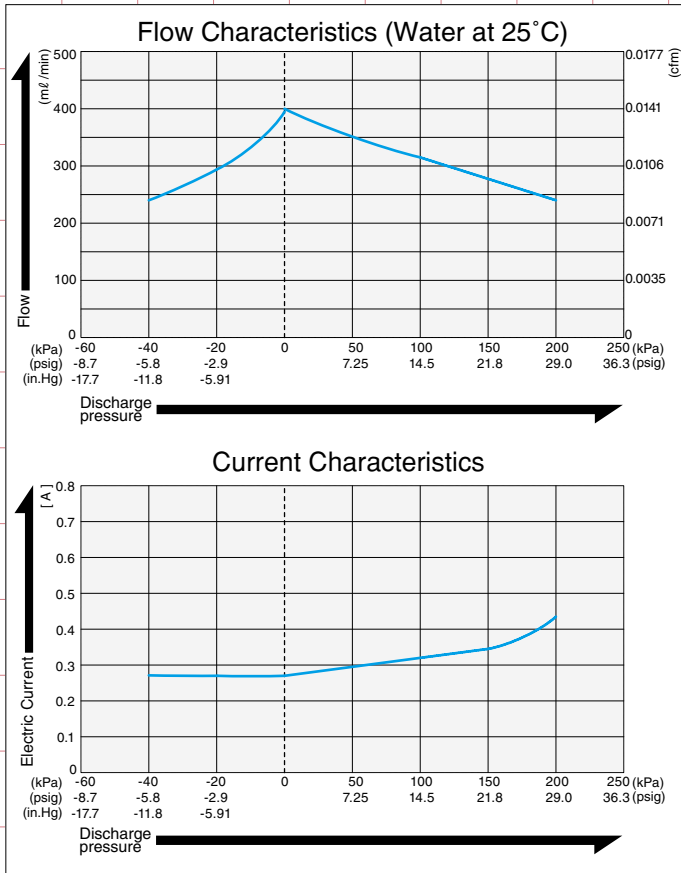 Flow Characteristics (Water at 25˚C)
(mℓ/min)
(cfm)
500
0.0177
400
0.0141
300
0.0106
200
0.0071
100
0.0035
0
0
Flow
(kPa) -60 -40 -20 0 50 100 150 200 250 (kPa)
(psig) -8.7 -5.8 -2.9 7.25 14.5 21.8 29.0 36.3 (psig)
(in.Hg) -17.7 -11.8 -5.91
Discharge
pressure
Current Characteristics
[ A ]
0.8
0.7
0.6
0.5
0.4
0.3
0.2
0.1
0
Electric Current
(kPa) -60 -40 -20 0 50 100 150 200 250 (kPa)
(psig) -8.7 -5.8 -2.9 7.25 14.5 21.8 29.0 36.3 (psig)
(in.Hg) -17.7 -11.8 -5.91
Discharge
pressure